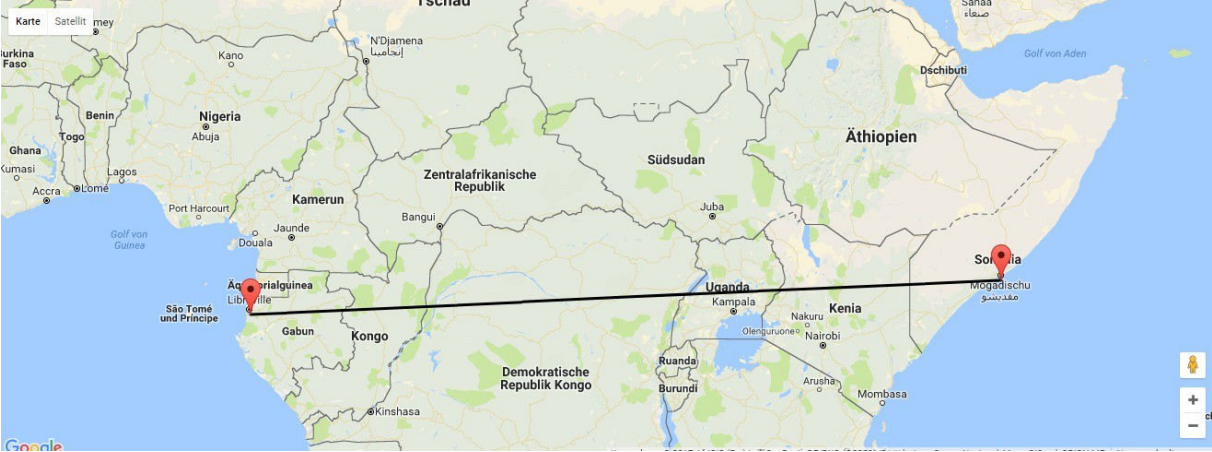 Tschad
Sanaa
صنعاء
Karte Satellit
mey
N'Djamena
إنجامينا
Burkina
Faso
Kano
Golf von Aden
Dschibuti
Benin
Nigeria
Abuja
Togo
Äthiopien
Ghana
Kumasi
Lagos
Südsudan
Zentralafrikanische
Republik
Accra
Lomé
Kamerun
Port Harcourt
Juba
Bangui
Golf von
Guinea
Jaunde
Douala
Mogadischu
مقديشو
Uganda
Kampala
São Tomé
und Príncipe
Kenia
Nakuru
Gabun
Kongo
Olenguruone
Nairobi
Ruanda
Demokratische
Republik Kongo
Burundi
Arusha
Mombasa
Kinshasa
+
−
Google